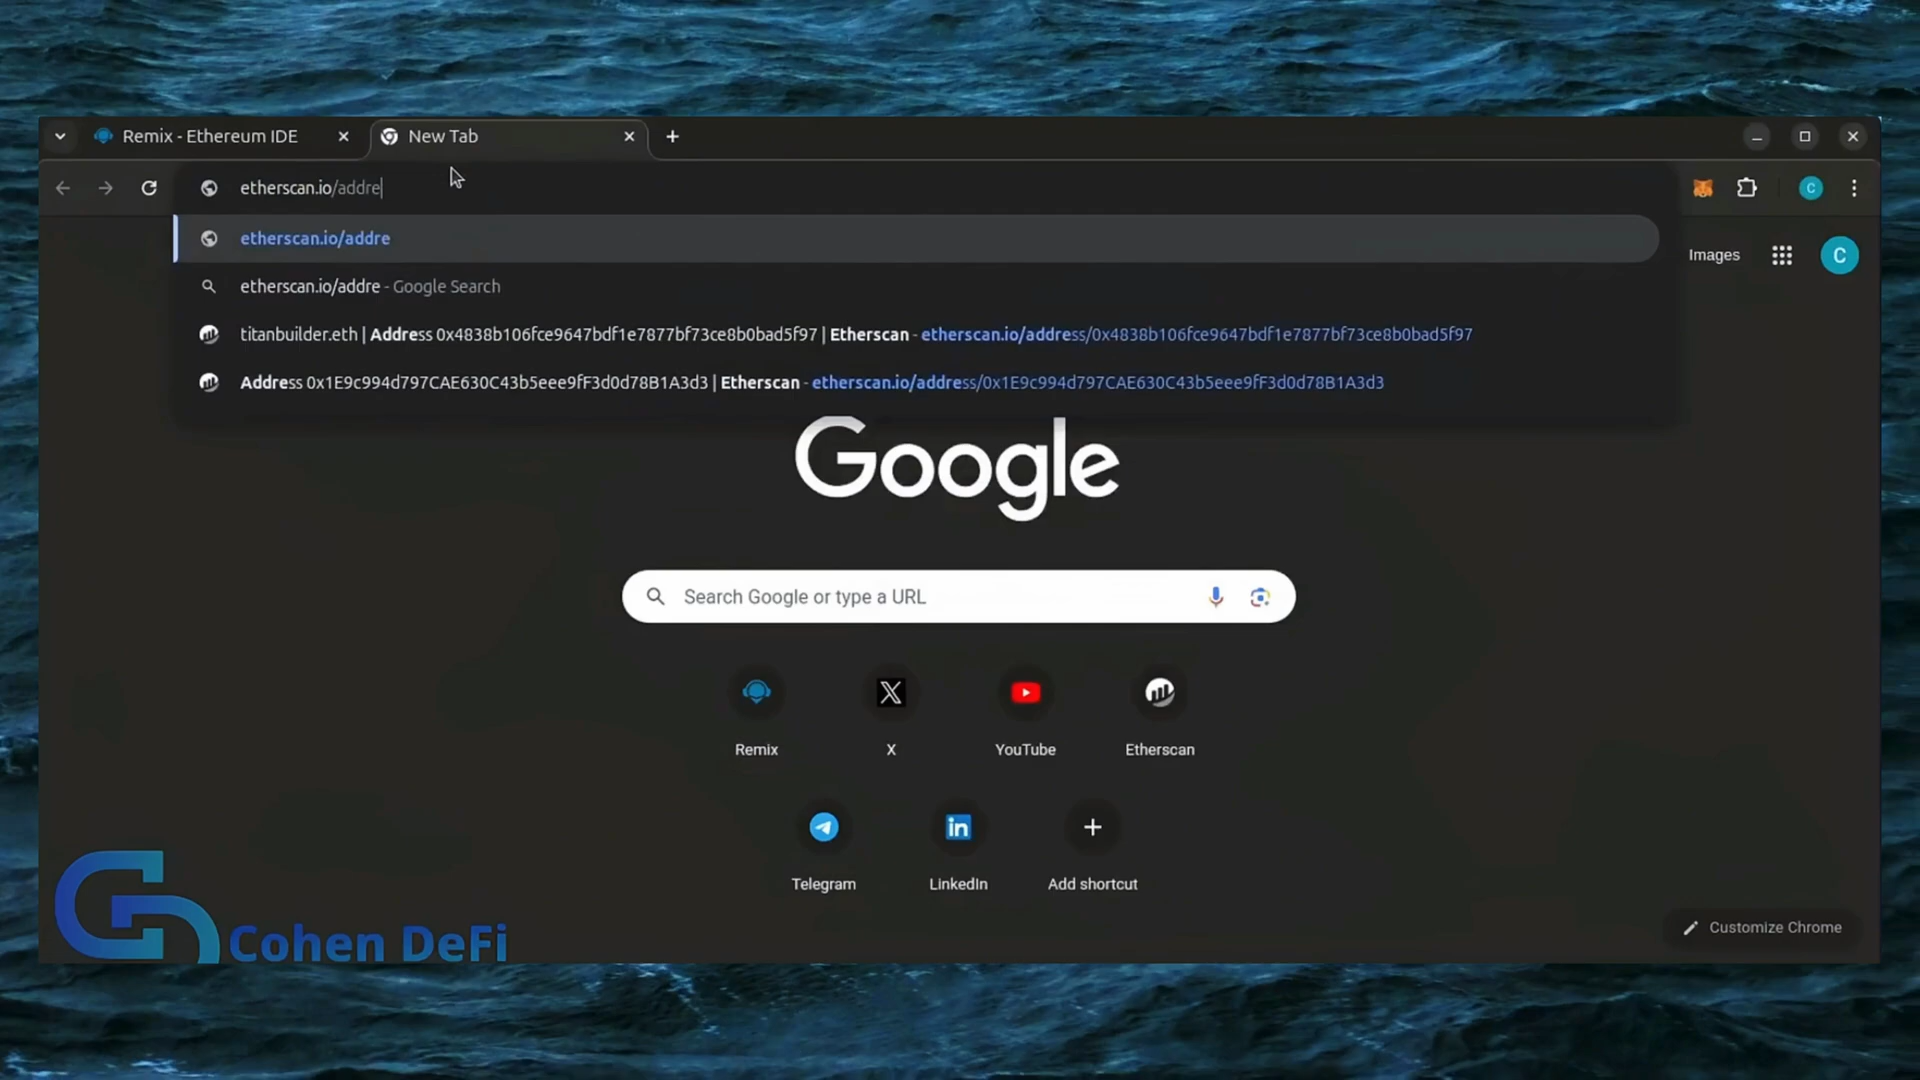 Remix - Ethereum IDE
New Tab
etherscan.io/addre
etherscan.io/addre
etherscan.io/addre - Google Search
titanbuilder.eth | Address 0x4838b106fce9647bdf1e7877bf73ce8b0bad5f97 | Etherscan - etherscan.io/address/0x4838b106fce9647bdf1e7877bf73ce8b0bad5f97
Address 0x1E9c994d797CAE630C43b5eee9fF3d0d78B1A3d3 | Etherscan - etherscan.io/address/0x1E9c994d797CAE630C43b5eee9fF3d0d78B1A3d3
C
Images
C
Google
Search Google or type a URL
Remix
X
YouTube
Etherscan
in
Telegram
LinkedIn
Add shortcut
Customize Chrome
Cohen DeFi